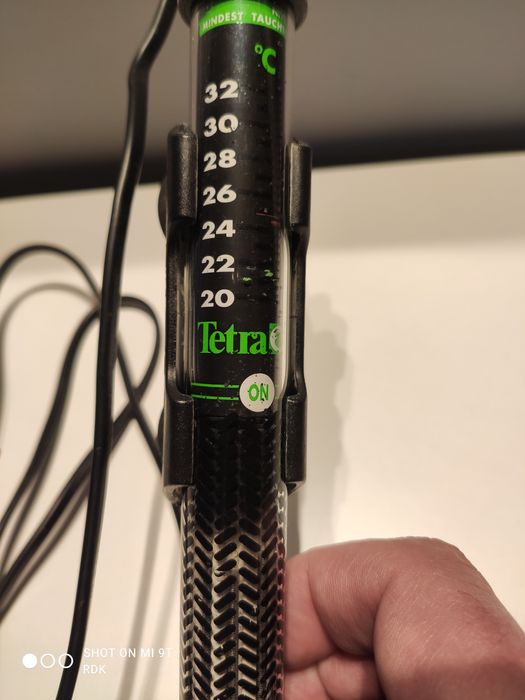 MINDEST TAUCH
°C
32
30
28
26
24
22
20
Tetra
ON
SHOT ON MI 9T
RDK